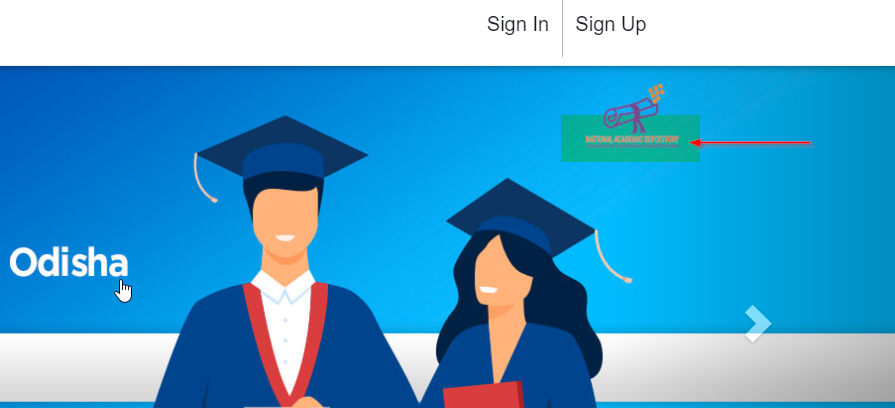 Sign In
Sign Up
NATIONAL ACADEMIC DEPOSITORY
Odisha